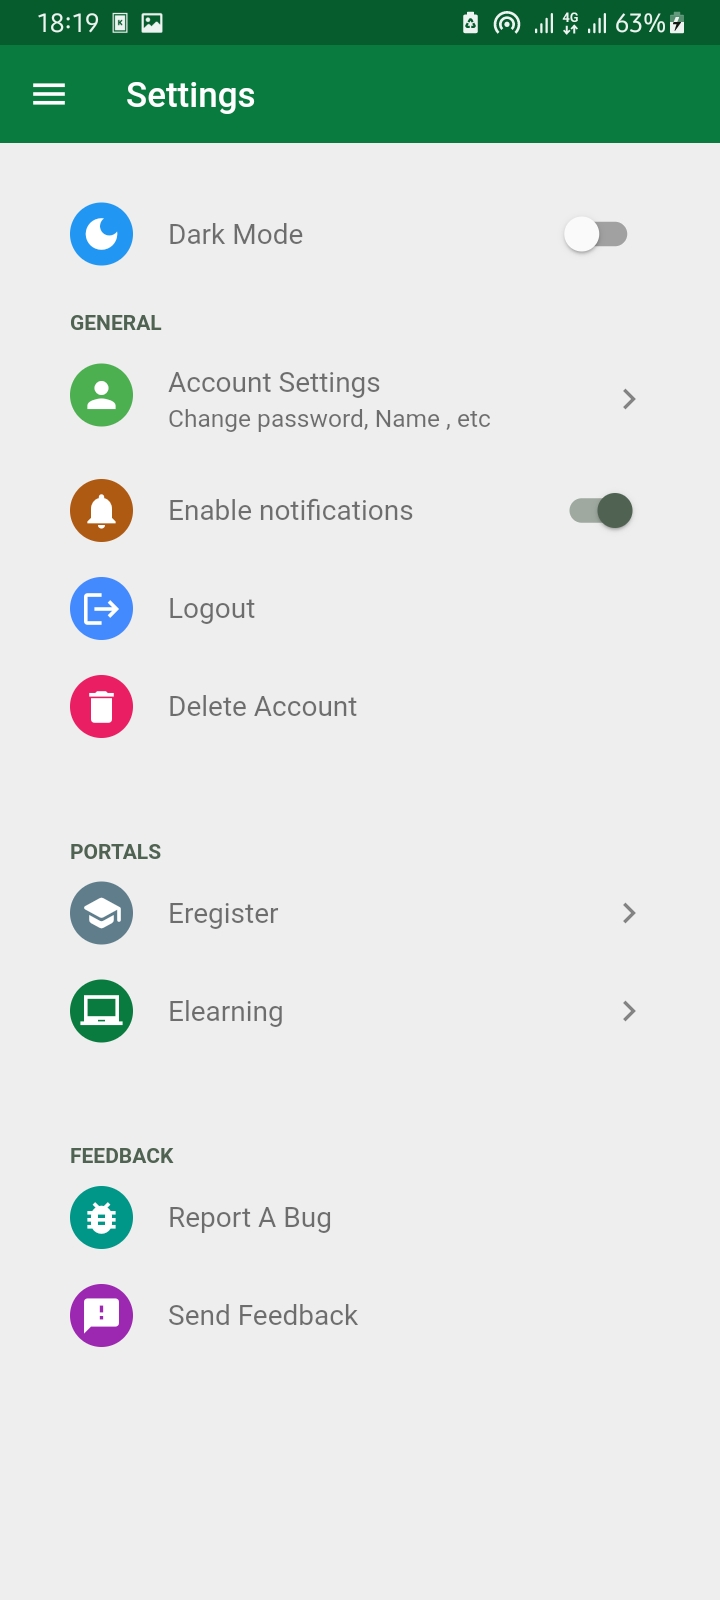 18:19 4G 63%
Settings
Dark Mode
GENERAL
Account Settings
Change password, Name , etc
Enable notifications
Logout
Delete Account
PORTALS
Eregister
Elearning
FEEDBACK
Report A Bug
Send Feedback